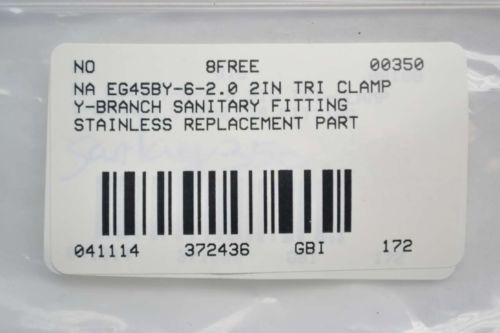 NO 8FREE 00350
NA EG45BY-6-2.0 2IN TRI CLAMP
Y-BRANCH SANITARY FITTING
STAINLESS REPLACEMENT PART
041114 372436 GBI 172